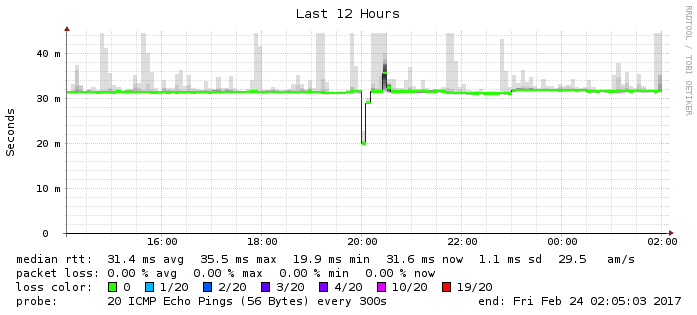 Last 12 Hours
RRDTOOL / TOBI OETIKER
Seconds
40 m
30 m
20 m
10 m
0
16:00 18:00 20:00 22:00 00:00 02:00
median rtt: 31.4 ms avg 35.5 ms max 19.9 ms min 31.6 ms now 1.1 ms sd 29.5 am/s
packet loss: 0.00 % avg 0.00 % max 0.00 % min 0.00 % now
loss color: 0 1/20 2/20 3/20 4/20 10/20 19/20
probe: 20 ICMP Echo Pings (56 Bytes) every 300s end: Fri Feb 24 02:05:03 2017